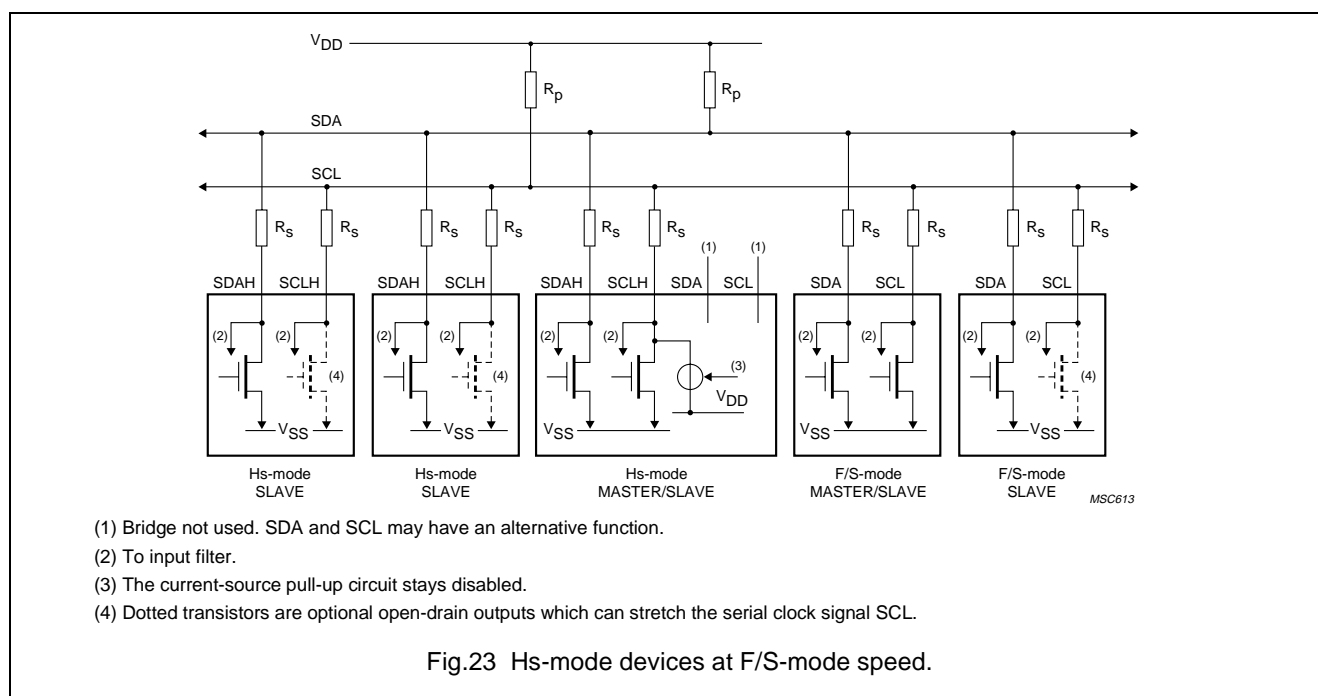 VDD
Rp Rp
SDA
SCL
Rs Rs Rs Rs Rs Rs Rs Rs Rs Rs
(1) (1)
SDAH SCLH SDAH SCLH SDAH SCLH SDA SCL SDA SCL SDA SCL
(2) (2) (2) (2) (2) (2) (2) (2) (2) (2)
(4) (4) (3) (4)
VDD
VSS VSS VSS VSS VSS
Hs-mode Hs-mode Hs-mode F/S-mode F/S-mode
SLAVE SLAVE MASTER/SLAVE MASTER/SLAVE SLAVE
MSC613
(1) Bridge not used. SDA and SCL may have an alternative function.
(2) To input filter.
(3) The current-source pull-up circuit stays disabled.
(4) Dotted transistors are optional open-drain outputs which can stretch the serial clock signal SCL.
Fig.23 Hs-mode devices at F/S-mode speed.